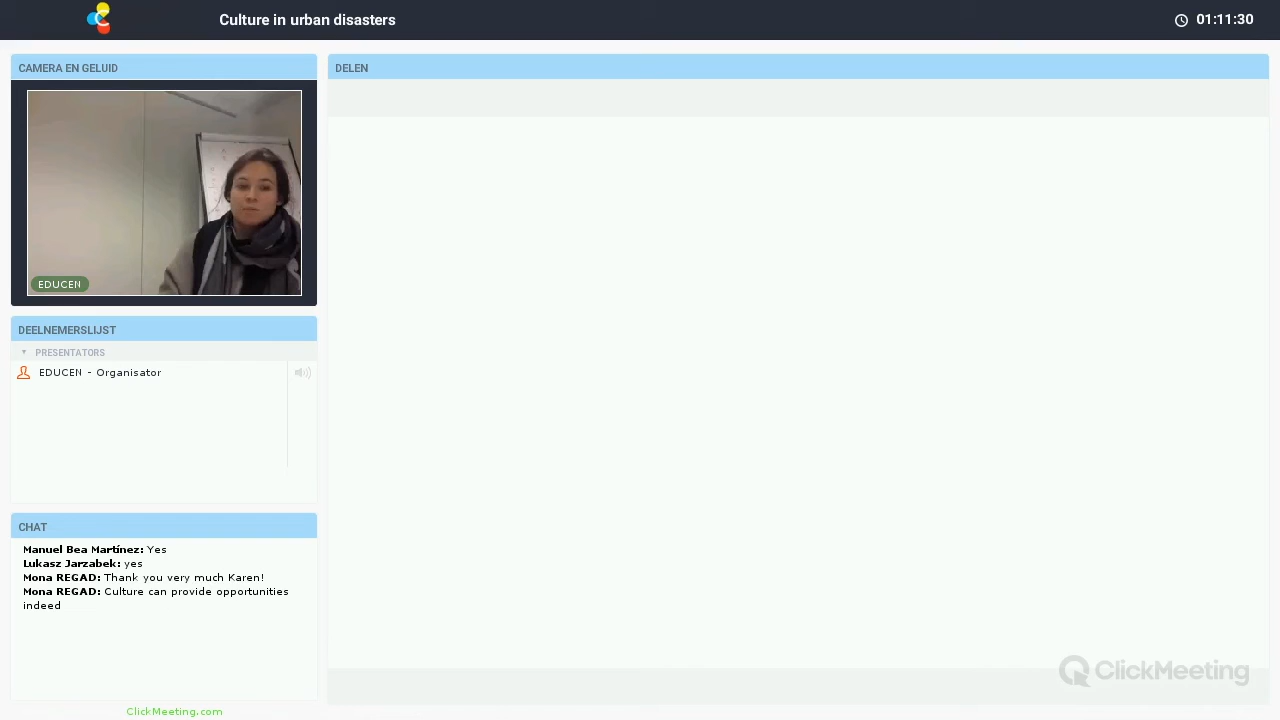 Culture in urban disasters
01:11:30
CAMERA EN GELUID
EDUCEN
DEELNEMERSLIJST
PRESENTATORS
EDUCEN - Organisator
CHAT
Manuel Bea Martínez: Yes
Lukasz Jarzabek: yes
Mona REGAD: Thank you very much Karen!
Mona REGAD: Culture can provide opportunities
indeed
ClickMeeting.com
DELEN
ClickMeeting